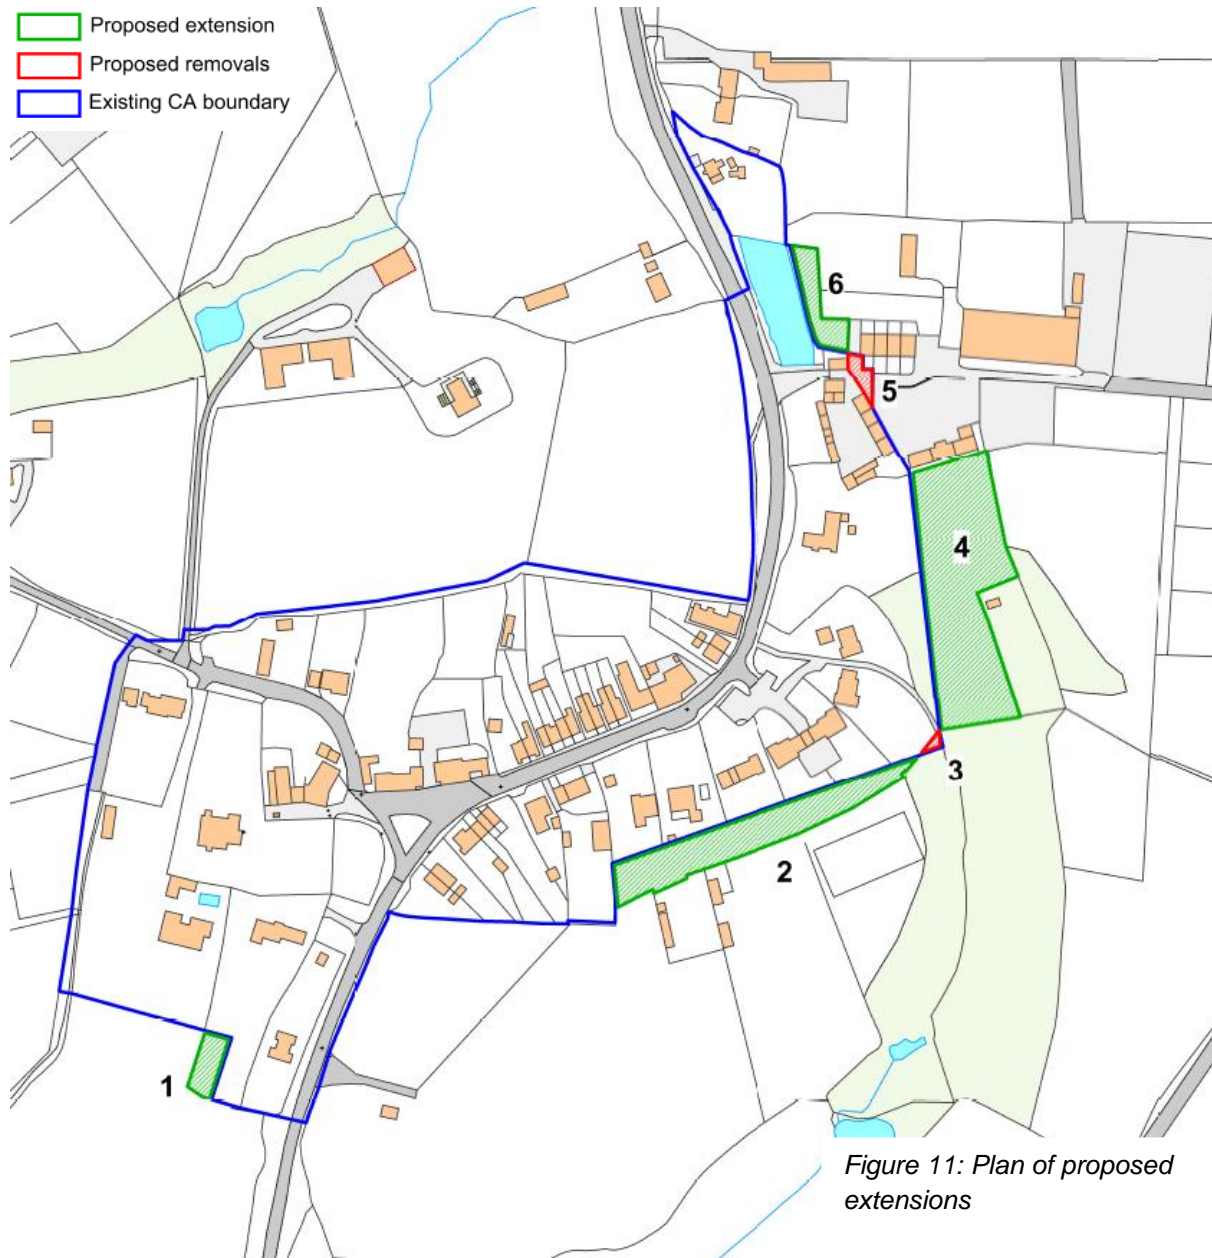 Proposed extension
Proposed removals
Existing CA boundary
6
5
4
3
2
1
Figure 11: Plan of proposed
extensions